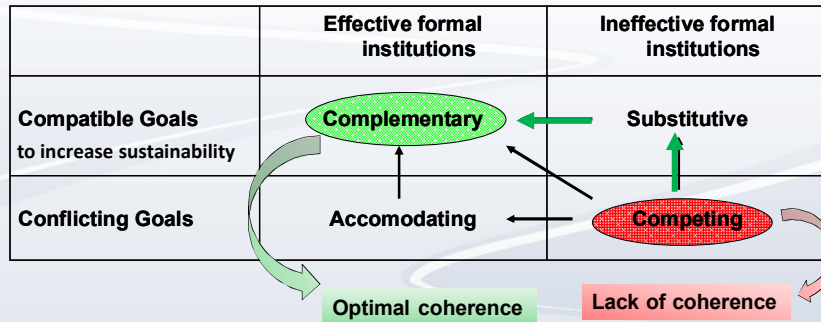 Effective formal
institutions
Ineffective formal
institutions
Compatible Goals
to increase sustainability
Complementary
Substitutive
Conflicting Goals
Accomodating
Competing
Optimal coherence
Lack of coherence